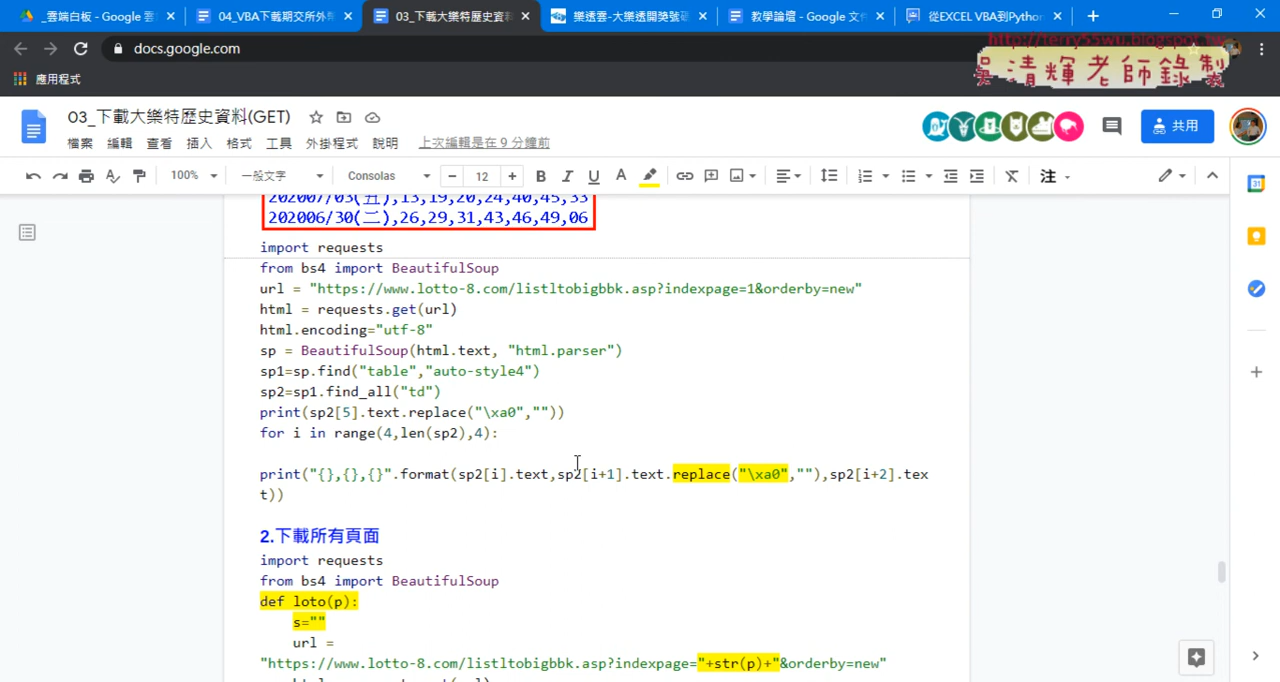 _雲端白板 - Google 雲
04_VBA下載期交所外幣
03_下載大樂特歷史資料
樂透雲-大樂透開獎號碼
教學論壇 - Google 文件
從EXCEL VBA到Python
docs.google.com
http://terry55wu.blogspot.tw
吳清輝老師錄製
應用程式
03_下載大樂特歷史資料(GET)
共用
檔案 編輯 查看 插入 格式 工具 外掛程式 說明 上次編輯是在 9 分鐘前
100% 一般文字 Consolas - 12 + B I U A 注
202007/03(五),13,19,20,24,40,45,33
202006/30(二),26,29,31,43,46,49,06
import requests
from bs4 import BeautifulSoup
url = "https://www.lotto-8.com/listltobigbbk.asp?indexpage=1&orderby=new"
html = requests.get(url)
html.encoding="utf-8"
sp = BeautifulSoup(html.text, "html.parser")
sp1=sp.find("table","auto-style4")
sp2=sp1.find_all("td")
print(sp2[5].text.replace("\xa0",""))
for i in range(4,len(sp2),4):
print("{},{},{}".format(sp2[i].text,sp2[i+1].text.replace("\xa0",""),sp2[i+2].tex
t))
2.下載所有頁面
import requests
from bs4 import BeautifulSoup
def loto(p):
s=""
url =
"https://www.lotto-8.com/listltobigbbk.asp?indexpage="+str(p)+"&orderby=new"